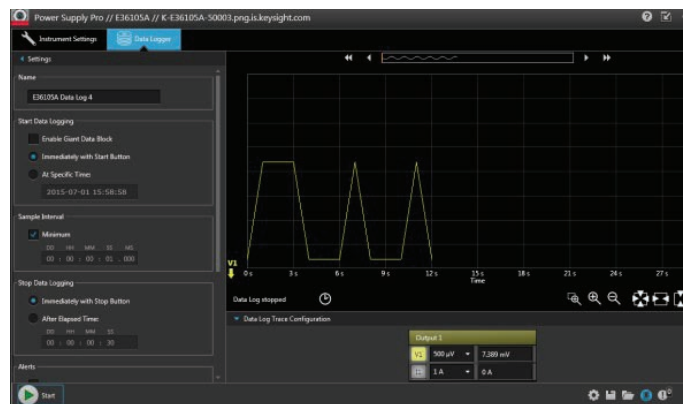 Power Supply Pro // E36105A // K-E36105A-50003.png.is.keysight.com
Instrument Settings
Data Logger
Settings
Name
E36105A Data Log 4
Start Data Logging
Enable Giant Data Block
Immediately with Start Button
At Specific Time:
2015-07-01 15:58:58
Sample Interval
Minimum
DD HH MM SS MS
00 : 00 : 00 : 01 . 000
Stop Data Logging
Immediately with Stop Button
After Elapsed Time:
DD HH MM SS
00 : 00 : 00 : 30
Alerts
Start
V1
0 s 3 s 6 s 9 s 12 s 15 s 18 s 21 s 24 s 27 s
Time
Data Log stopped
Data Log Trace Configuration
Output 1
V1 500 µV 7.389 mV
I1 1 A 0 A